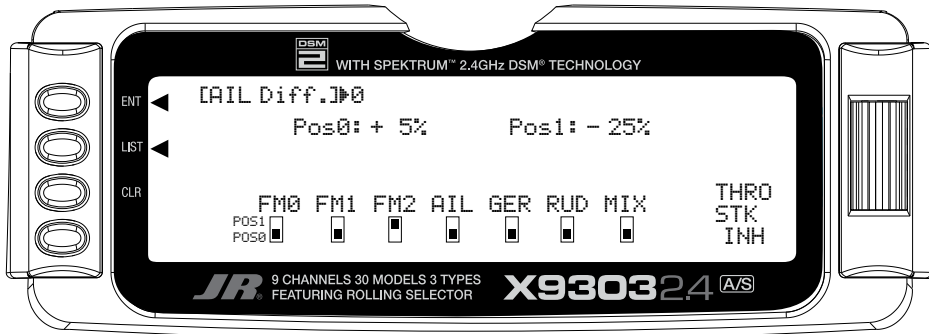 DSM
2
WITH SPEKTRUM™ 2.4GHz DSM® TECHNOLOGY
ENT
LIST
CLR
[AIL Diff.]▶0
Pos0: + 5% Pos1: - 25%
FM0 FM1 FM2 AIL GER RUD MIX
POS1
POS0
THRO
STK
INH
JR® 9 CHANNELS 30 MODELS 3 TYPES
FEATURING ROLLING SELECTOR
X9303 2.4 A/S